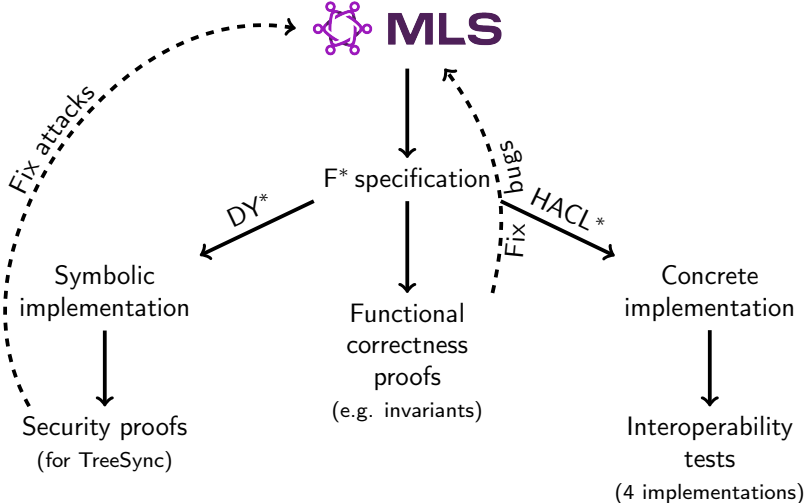 MLS
Fix attacks
Fix bugs
F* specification
DY*
HACL*
Symbolic
implementation
Functional
correctness
proofs
(e.g. invariants)
Concrete
implementation
Security proofs
(for TreeSync)
Interoperability
tests
(4 implementations)